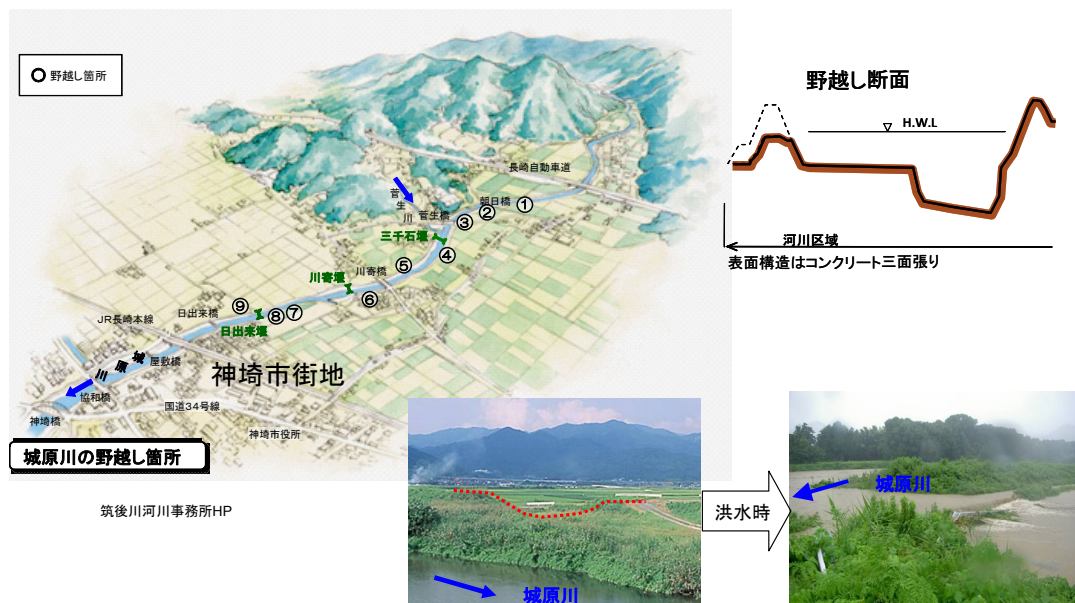 野越し箇所
長崎自動車道
菅生川
菅生橋
朝日橋
①
②
③
三千石堰
④
⑤
川寄橋
川寄堰
⑥
⑨
日出来橋
⑧
⑦
日出来堰
JR長崎本線
城原川
屋敷橋
神埼市街地
協和橋
国道34号線
神埼橋
神埼市役所
城原川の野越し箇所
筑後川河川事務所HP
野越し断面
H.W.L
河川区域
表面構造はコンクリート三面張り
城原川
洪水時
城原川